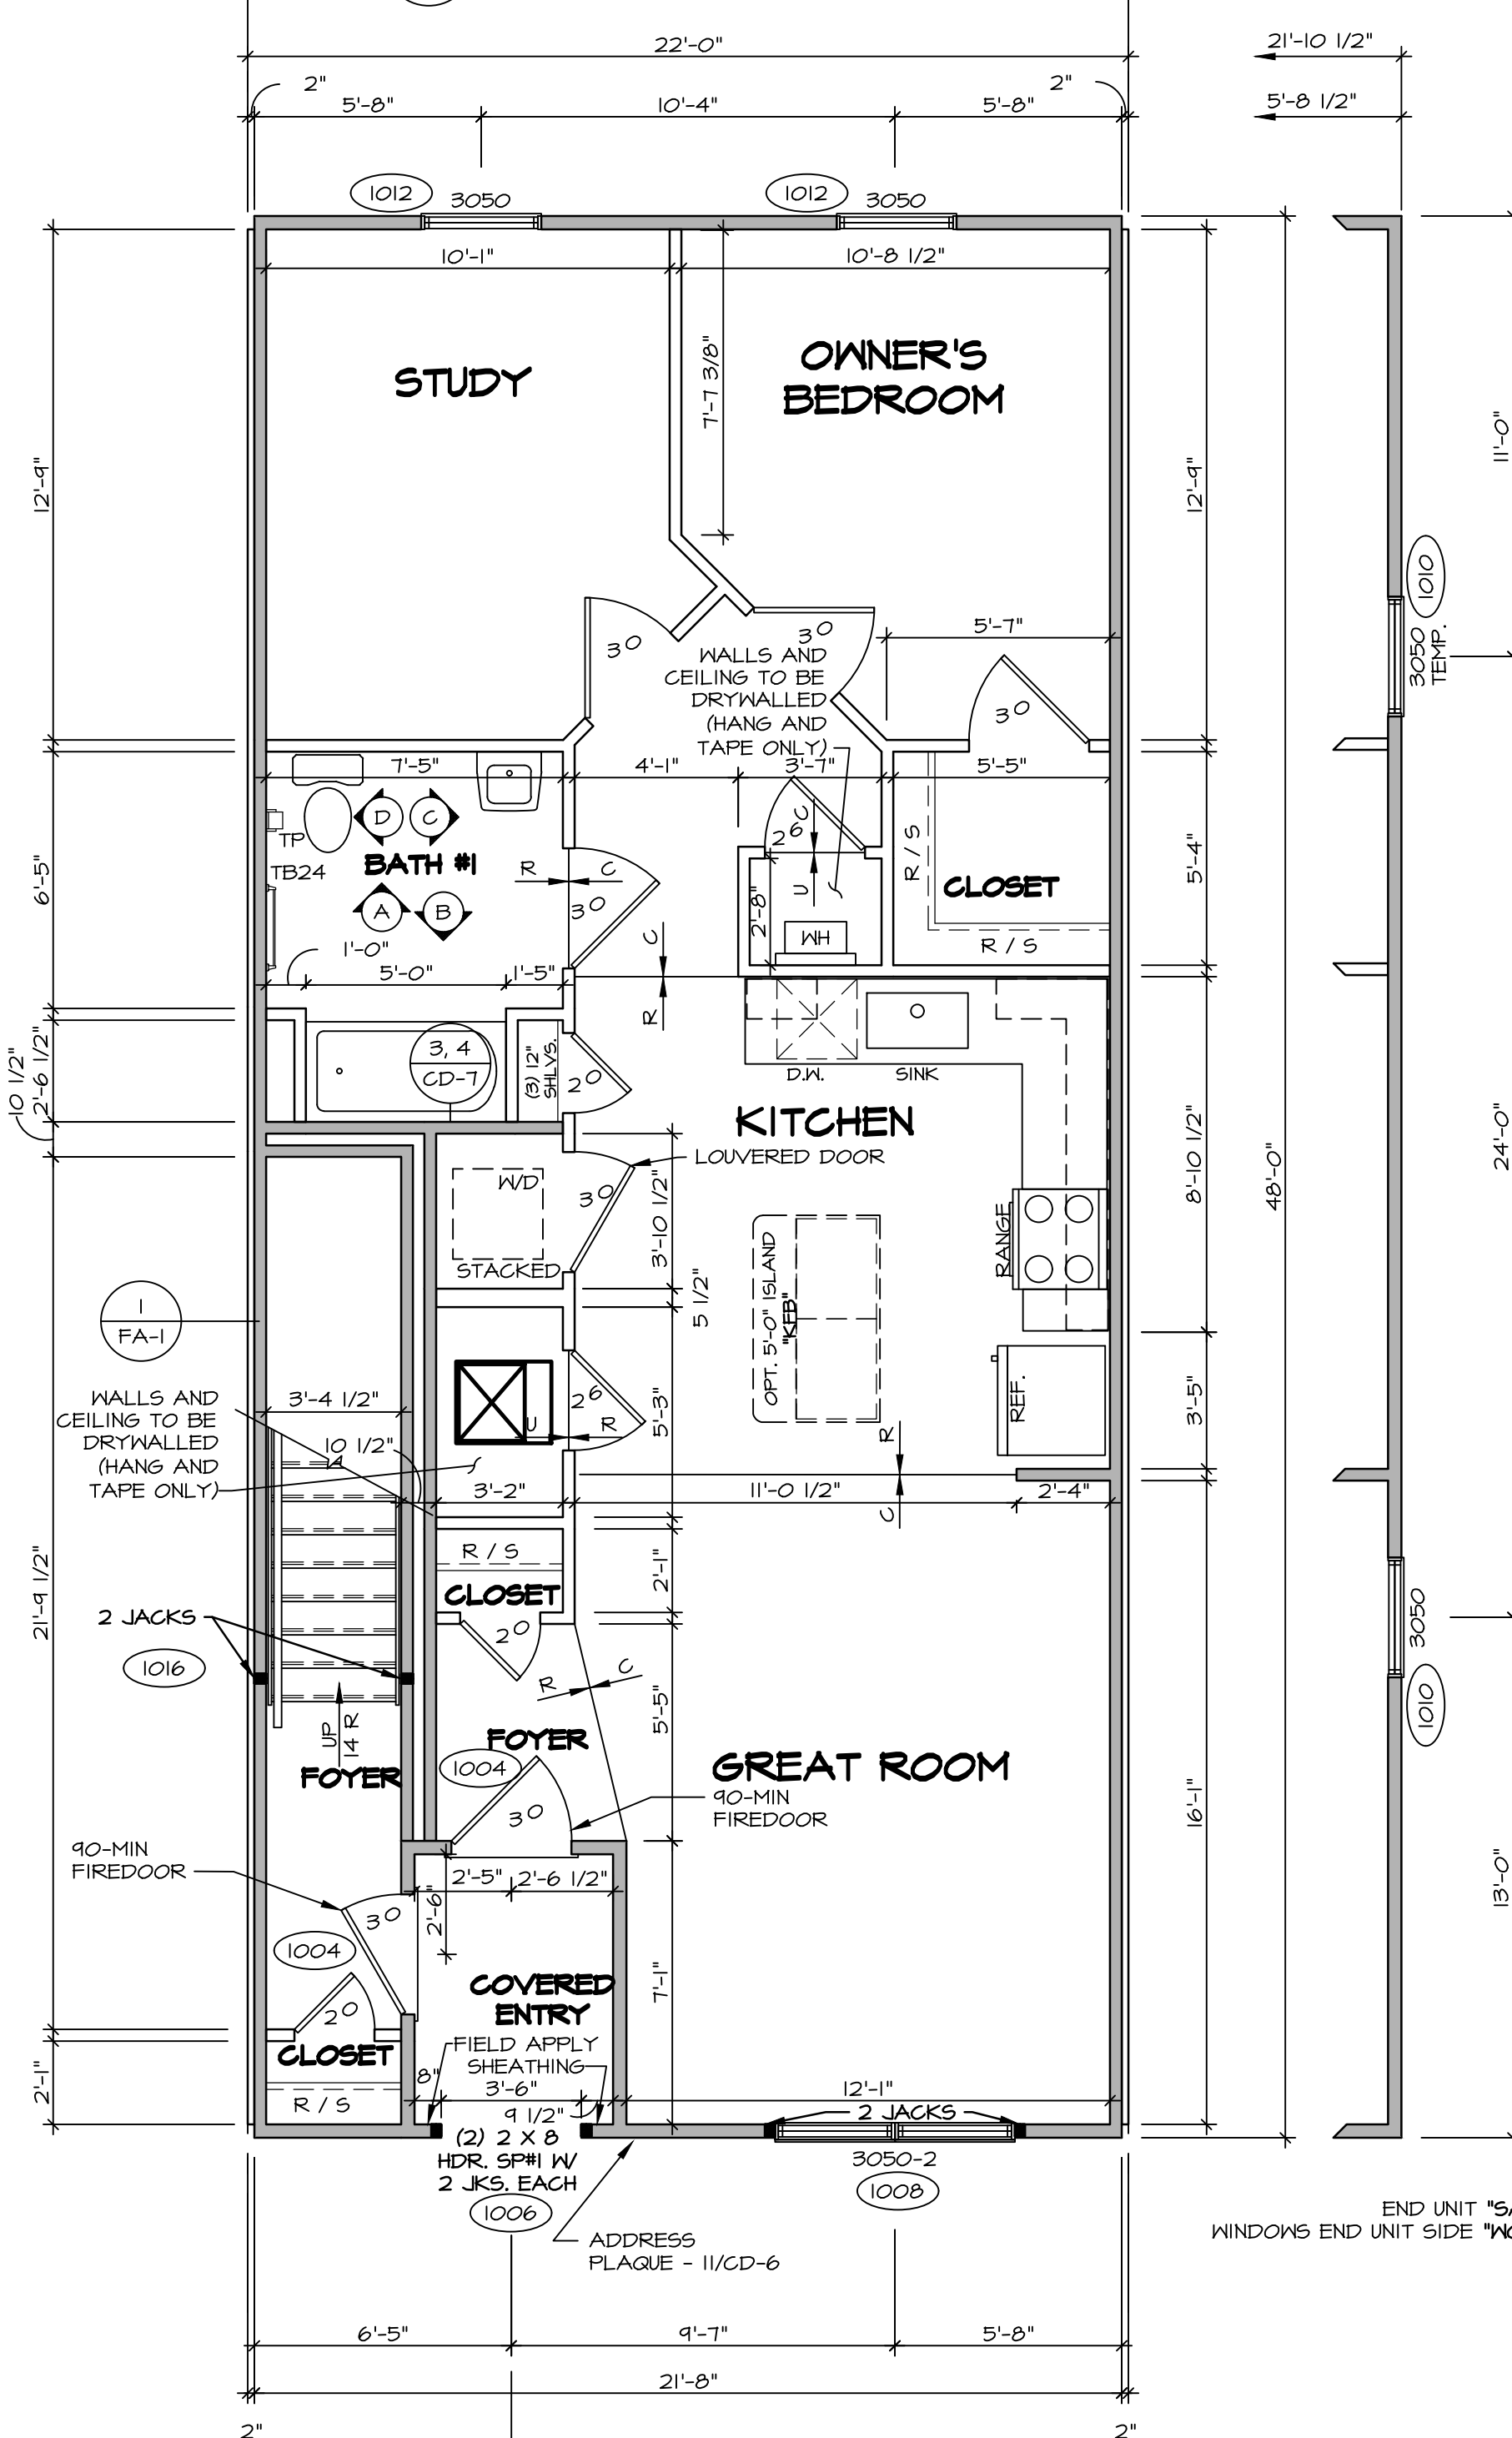 22'-0"
21'-10 1/2"
2"
5'-8"
10'-4"
5'-8"
2"
5'-8 1/2"
1012
3050
1012
3050
10'-1"
10'-8 1/2"
STUDY
OWNER'S
BEDROOM
7'-7 3/8"
12'-9"
12'-9"
11'-0"
1010
3050
TEMP.
30
30
5'-7"
30
WALLS AND
CEILING TO BE
DRYWALLED
(HANG AND
TAPE ONLY)
7'-5"
4'-1"
3'-7"
5'-5"
D
C
TP
BATH #1
TB24
A
B
R
C
30
26
C
U
2'-8"
WH
R / S
CLOSET
R / S
5'-4"
6'-5"
1'-0"
5'-0"
1'-5"
C
R
10 1/2"
2'-6 1/2"
3, 4
CD-7
(3) 12"
SHLVS.
20
D.W.
SINK
KITCHEN
LOUVERED DOOR
8'-10 1/2"
48'-0"
24'-0"
W/D
30
STACKED
3'-10 1/2"
5 1/2"
OPT. 5'-0" ISLAND
"KFB"
RANGE
1
FA-1
WALLS AND
CEILING TO BE
DRYWALLED
(HANG AND
TAPE ONLY)
3'-4 1/2"
10 1/2"
26
U
R
5'-3"
REF.
3'-5"
R
C
3'-2"
11'-0 1/2"
2'-4"
R / S
CLOSET
2'-1"
20
21'-9 1/2"
2 JACKS
1016
3050
1010
R
C
5'-5"
UP
14 R
FOYER
FOYER
1004
30
GREAT ROOM
90-MIN
FIREDOOR
16'-1"
90-MIN
FIREDOOR
2'-5"
2'-6 1/2"
2'-6"
30
1004
13'-0"
COVERED
ENTRY
7'-1"
20
CLOSET
R / S
2'-1"
FIELD APPLY
SHEATHING
8"
3'-6"
12'-1"
9 1/2"
2 JACKS
(2) 2 X 8
HDR. SP#1 W/
2 JKS. EACH
1006
3050-2
1008
ADDRESS
PLAQUE - 11/CD-6
END UNIT
WINDOWS END UNIT SIDE
6'-5"
9'-7"
5'-8"
21'-8"
2"
2"